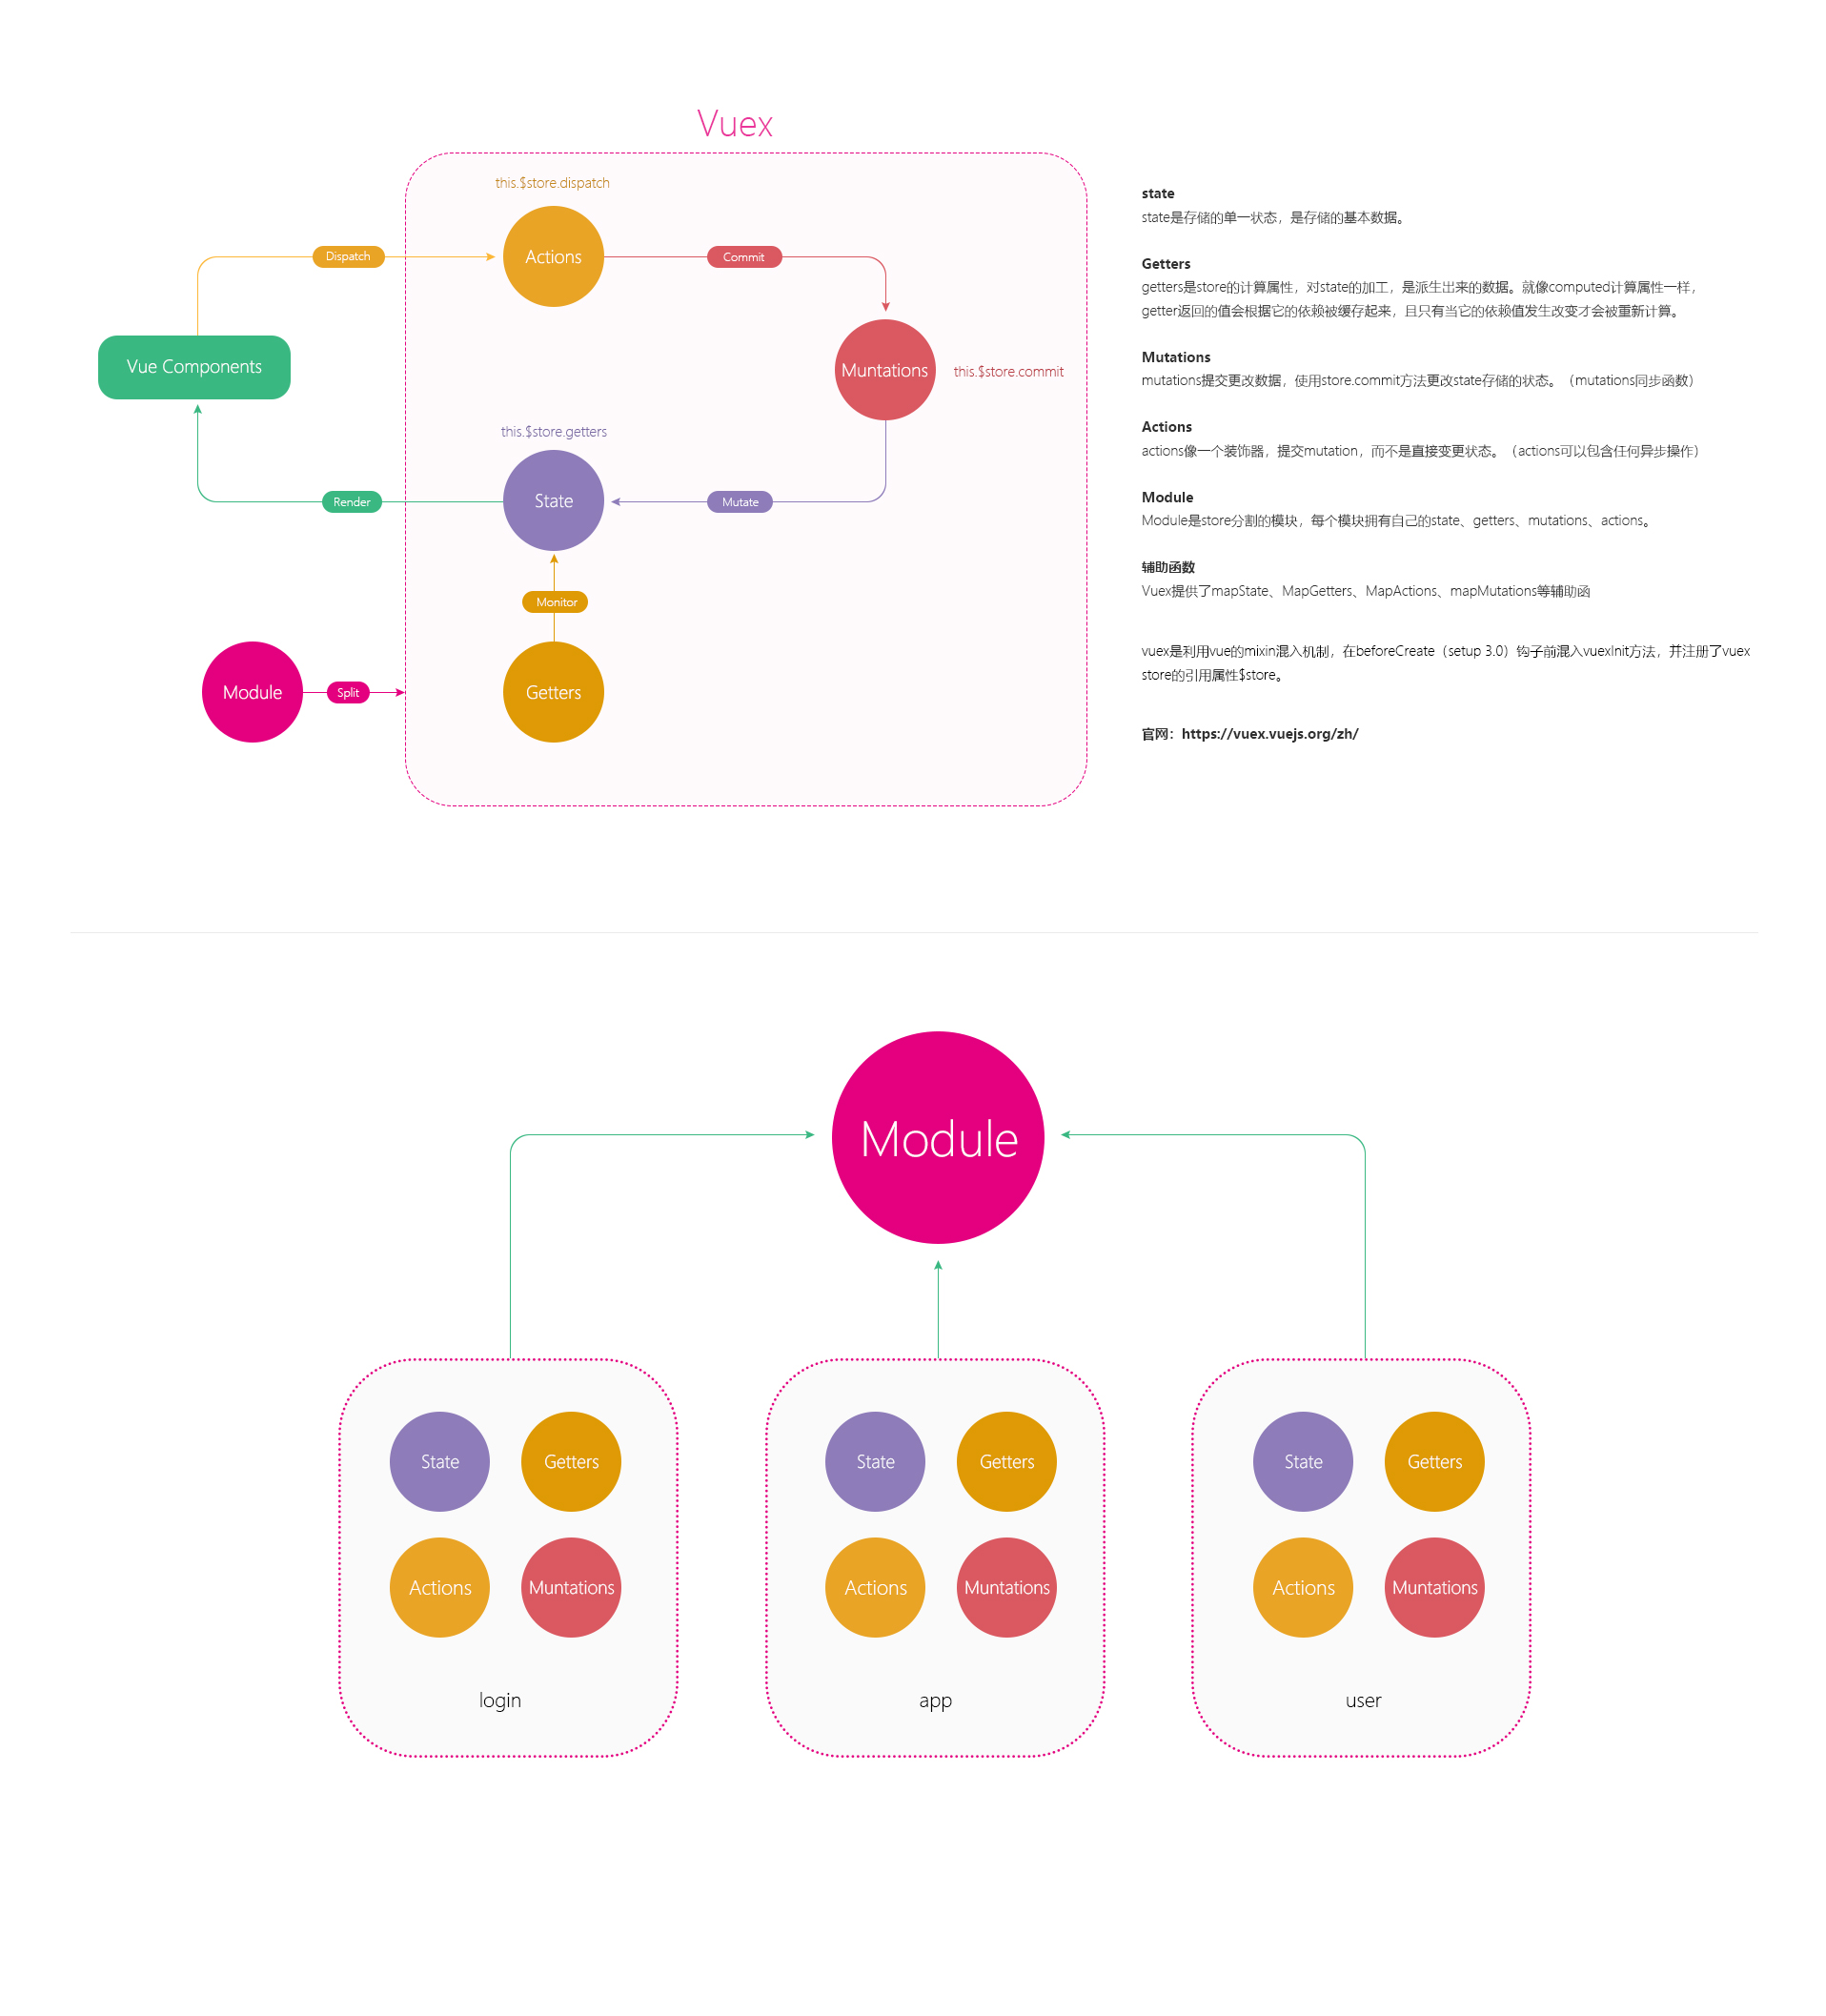 Vuex
this.$store.dispatch
Actions
Dispatch
Commit
Vue Components
Muntations
this.$store.commit
this.$store.getters
State
Render
Mutate
Monitor
Module
Split
Getters
state
state是存储的单一状态，是存储的基本数据。
Getters
getters是store的计算属性，对state的加工，是派生出来的数据。就像computed计算属性一样，
getter返回的值会根据它的依赖被缓存起来，且只有当它的依赖值发生改变才会被重新计算。
Mutations
mutations提交更改数据，使用store.commit方法更改state存储的状态。（mutations同步函数）
Actions
actions像一个装饰器，提交mutation，而不是直接变更状态。（actions可以包含任何异步操作）
Module
Module是store分割的模块，每个模块拥有自己的state、getters、mutations、actions。
辅助函数
Vuex提供了mapState、MapGetters、MapActions、mapMutations等辅助函
vuex是利用vue的mixin混入机制，在beforeCreate（setup 3.0）钩子前混入vuexInit方法，并注册了vuex
store的引用属性$store。
官网：https://vuex.vuejs.org/zh/
Module
State
Getters
Actions
Muntations
login
State
Getters
Actions
Muntations
app
State
Getters
Actions
Muntations
user